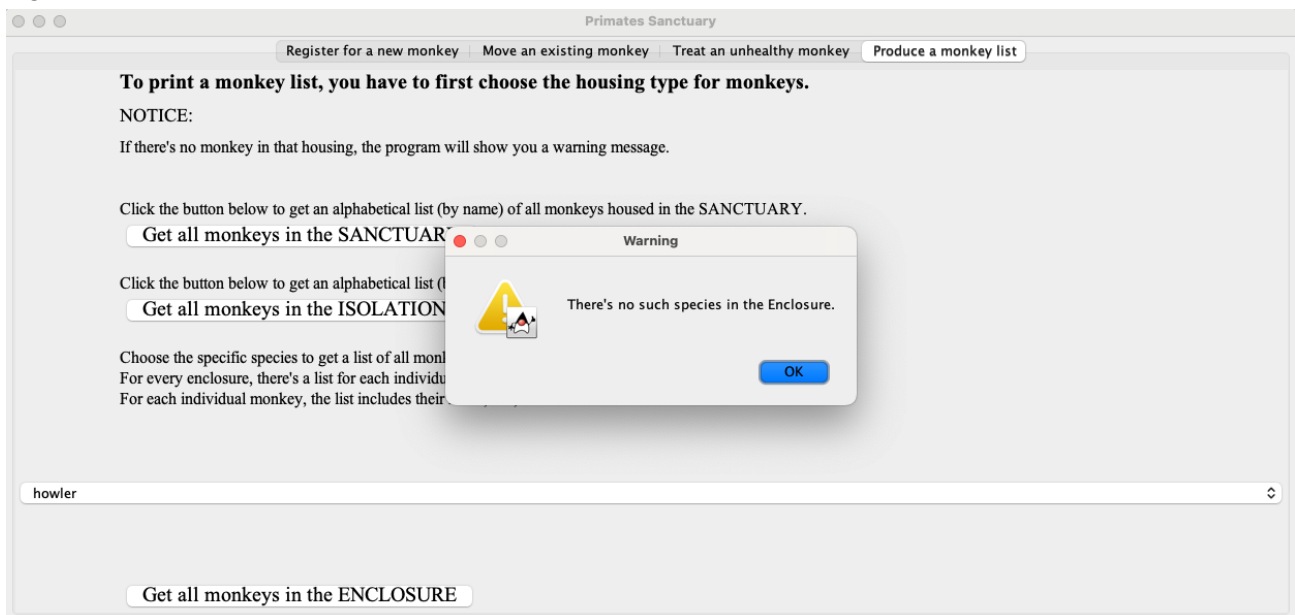 Primates Sanctuary
Register for a new monkey Move an existing monkey Treat an unhealthy monkey Produce a monkey list
To print a monkey list, you have to first choose the housing type for monkeys.
NOTICE:
If there's no monkey in that housing, the program will show you a warning message.
Click the button below to get an alphabetical list (by name) of all monkeys housed in the SANCTUARY.
Get all monkeys in the SANCTUAR
Warning
Click the button below to get an alphabetical list (
There's no such species in the Enclosure.
Get all monkeys in the ISOLATION
Choose the specific species to get a list of all
OK
For every enclosure, there's a list for each
For each individual monkey, the list includes their
howler
Get all monkeys in the ENCLOSURE